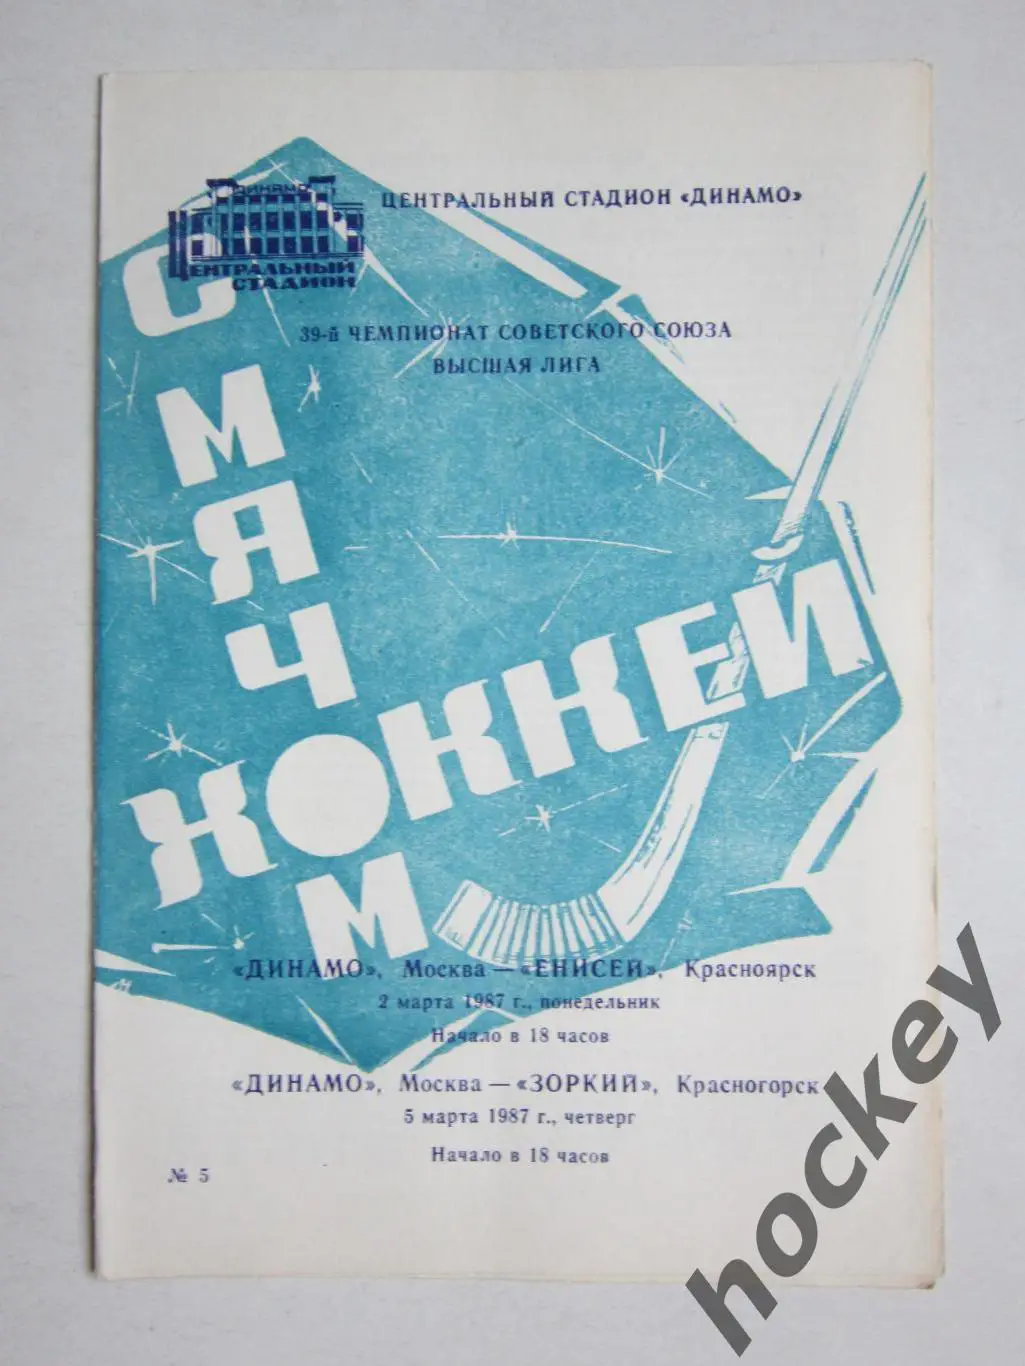 ДИНАМО
ЦЕНТРАЛЬНЫЙ
СТАДИОН
ЦЕНТРАЛЬНЫЙ СТАДИОН «ДИНАМО»
39-й ЧЕМПИОНАТ СОВЕТСКОГО СОЮЗА
ВЫСШАЯ ЛИГА
ХОККЕЙ
С МЯЧОМ
«ДИНАМО», Москва — «ЕНИСЕЙ», Красноярск
2 марта 1987 г., понедельник
Начало в 18 часов
«ДИНАМО», Москва — «ЗОРКИЙ», Красногорск
5 марта 1987 г., четверг
Начало в 18 часов
№ 5
hockey